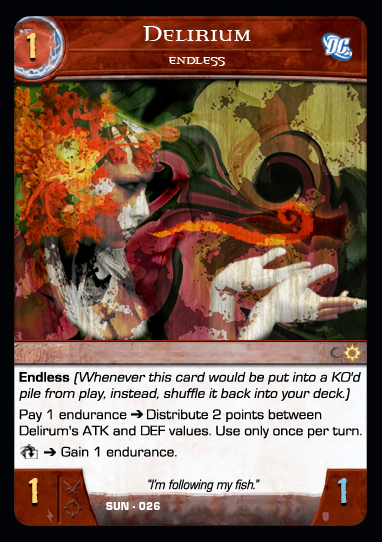 1
DELIRIUM
DC
ENDLESS
Endless (Whenever this card would be put into a KO'd
pile from play, instead, shuffle it back into your deck.)
Pay 1 endurance ➔ Distribute 2 points between
Delirum's ATK and DEF values. Use only once per turn.
➔ Gain 1 endurance.
"I'm following my fish."
1
SUN - 026
1